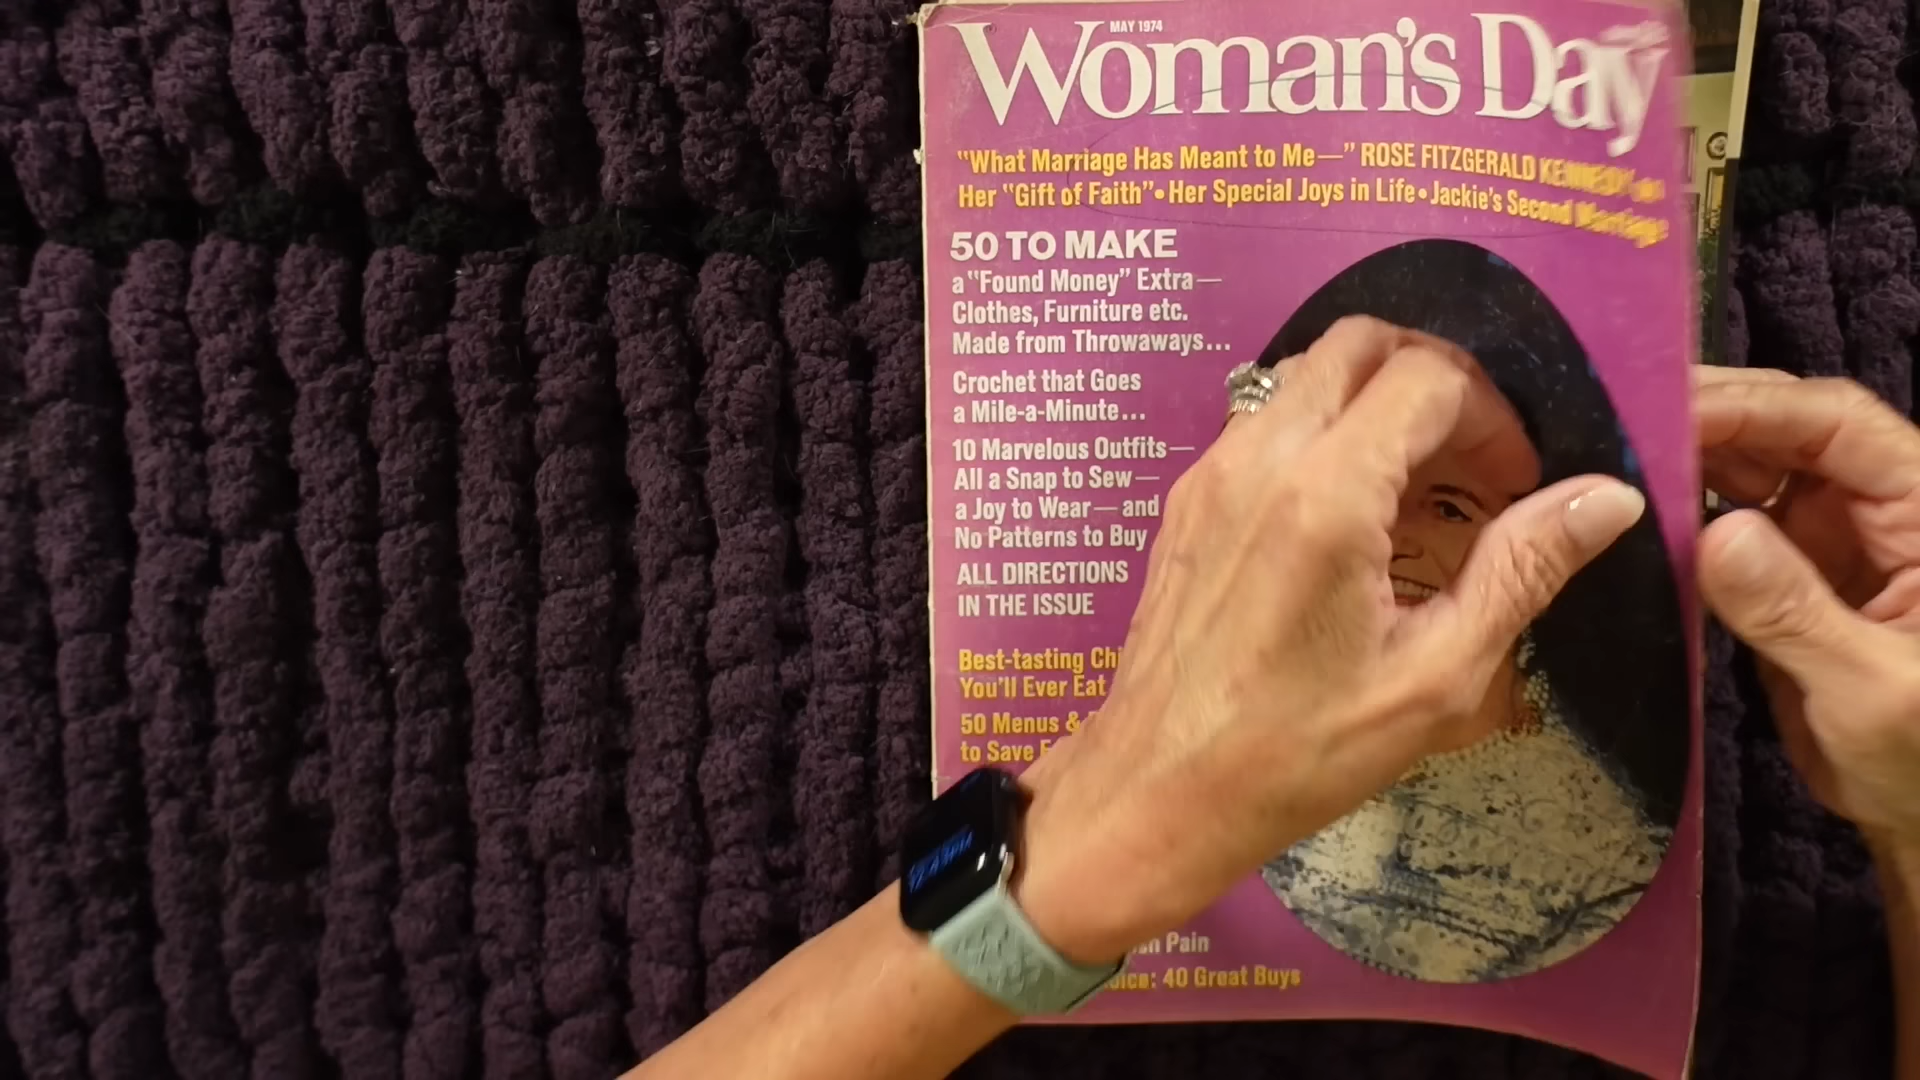 MAY 1974
Woman's Day
"What Marriage Has Meant to Me—" ROSE FITZGERALD KENNEDY on
Her "Gift of Faith" • Her Special Joys in Life • Jackie's Second Marriage
50 TO MAKE
a "Found Money" Extra—
Clothes, Furniture etc.
Made from Throwaways...
Crochet that Goes
a Mile-a-Minute...
10 Marvelous Outfits—
All a Snap to Sew—
a Joy to Wear—and
No Patterns to Buy
ALL DIRECTIONS
IN THE ISSUE
Best-tasting
You'll Ever Eat
50 Menus &
to Save
Pain
40 Great Buys